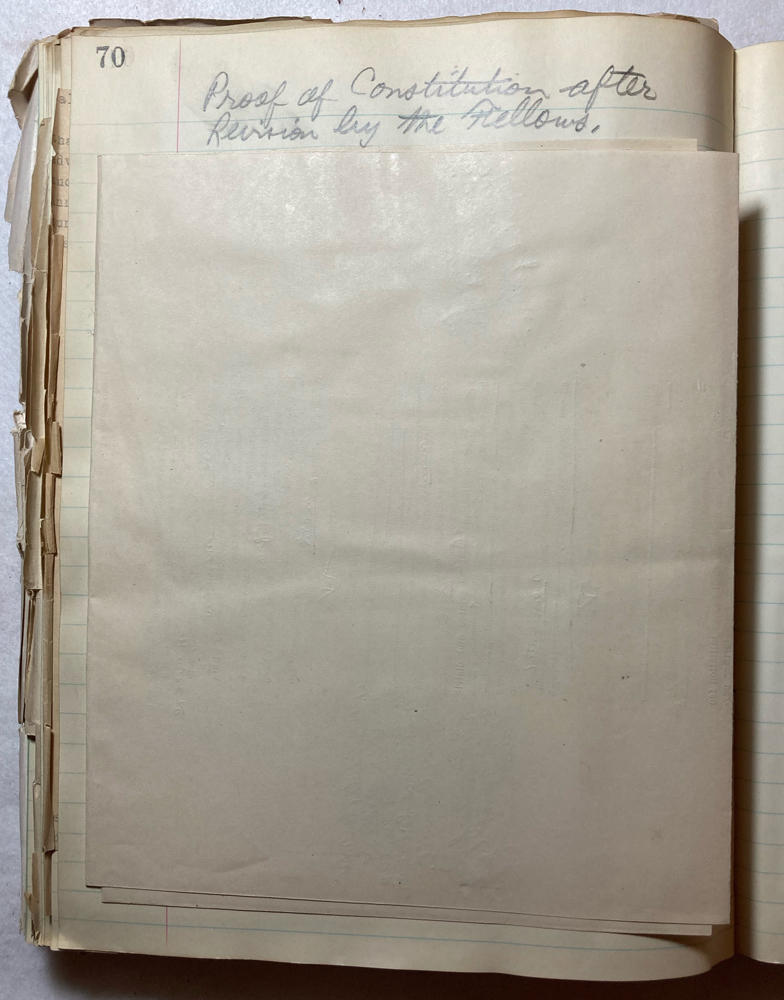 70
Proof of Constitution after
Revision by the Fellows.